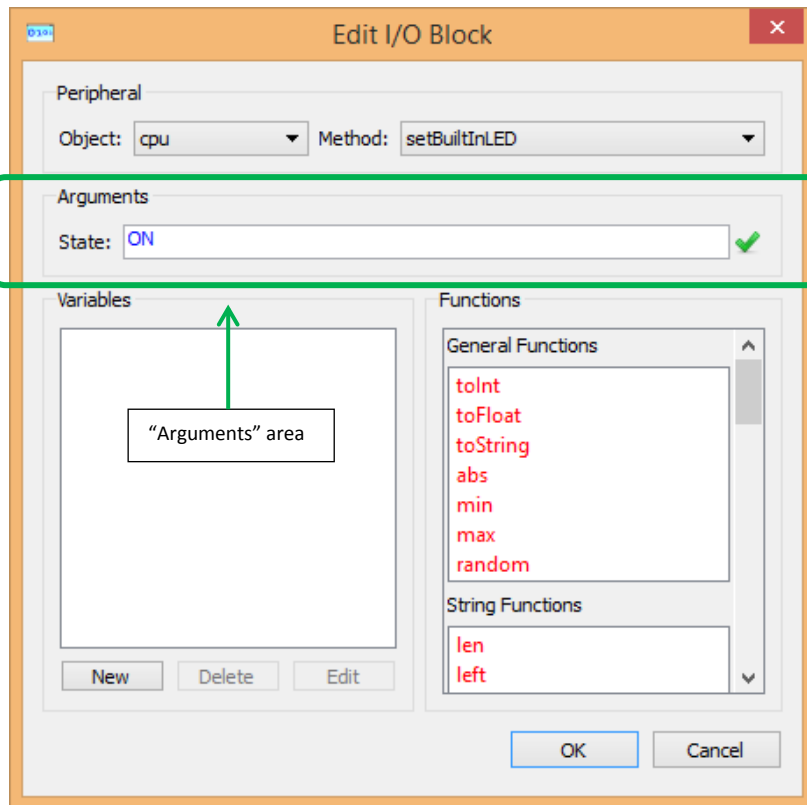 Edit I/O Block
Peripheral
Object: cpu Method: setBuiltInLED
Arguments
State: ON
Variables
"Arguments" area
New Delete Edit
Functions
General Functions
toInt
toFloat
toString
abs
min
max
random
String Functions
len
left
OK Cancel